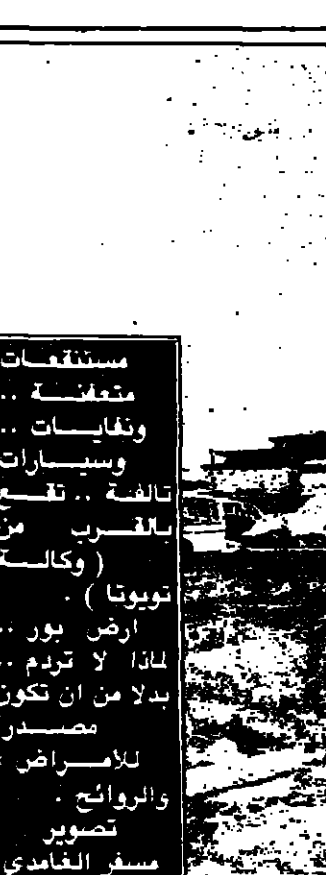 مستنقعات
متعفنة ..
ونفايات ..
وسيارات
تالفة .. تقع
بالقرب من
( وكالة
تويوتا ) .
ارض بور ..
لماذا لا تردم ..
بدلا من ان تكون
مصدر
للأمراض
والروائح .
تصوير
مسفر الغامدي